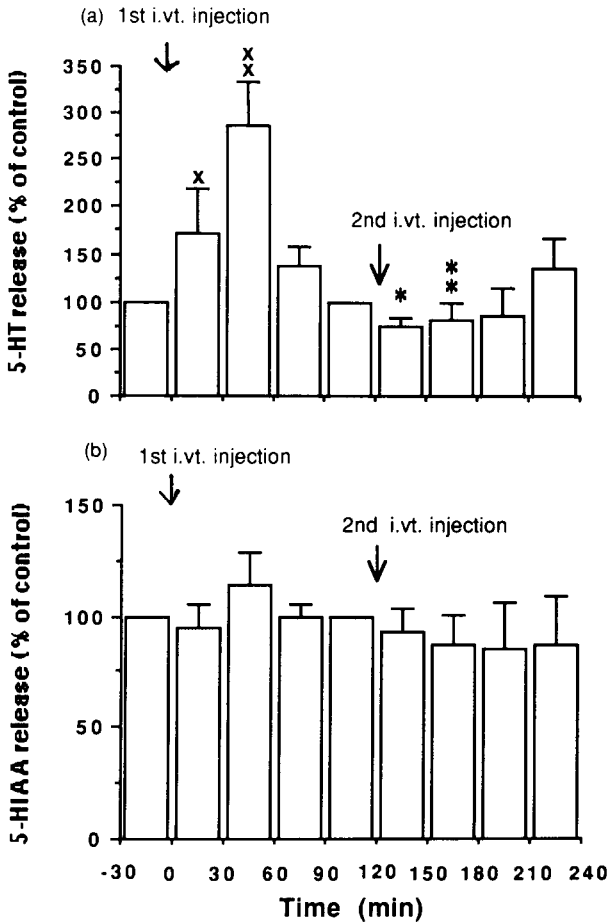 (a) 1st i.vt. injection
350
300
250
200
150
100
50
0
5-HT release (% of control)
x
x
x
2nd i.vt. injection
*
*
*
(b) 1st i.vt. injection
150
100
50
0
5-HIAA release (% of control)
2nd i.vt. injection
-30 0 30 60 90 120 150 180 210 240
Time (min)